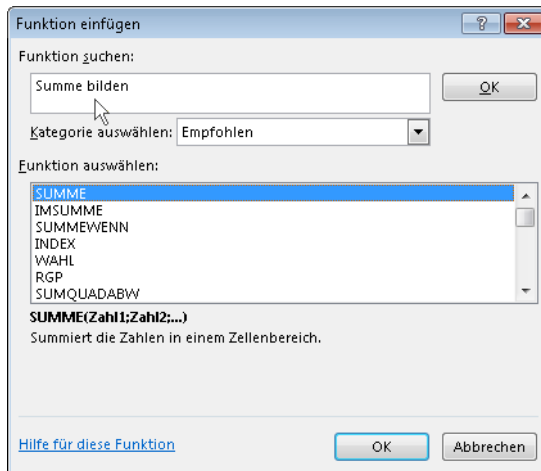 Funktion einfügen
Funktion suchen:
Summe bilden
OK
Kategorie auswählen: Empfohlen
Funktion auswählen:
SUMME
IMSUMME
SUMMEWENN
INDEX
WAHL
RGP
SUMQUADABW
SUMME(Zahl1;Zahl2;...)
Summiert die Zahlen in einem Zellenbereich.
Hilfe für diese Funktion
OK
Abbrechen